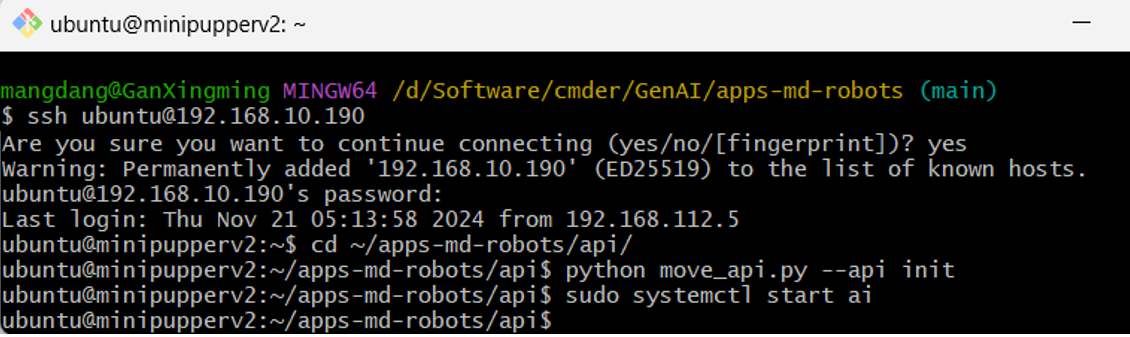 ubuntu@minipupperv2: ~
mangdang@GanXingming MINGW64 /d/Software/cmder/GenAI/apps-md-robots (main)
$ ssh ubuntu@192.168.10.190
Are you sure you want to continue connecting (yes/no/[fingerprint])? yes
Warning: Permanently added '192.168.10.190' (ED25519) to the list of known hosts.
ubuntu@192.168.10.190's password:
Last login: Thu Nov 21 05:13:58 2024 from 192.168.112.5
ubuntu@minipupperv2:~$ cd ~/apps-md-robots/api/
ubuntu@minipupperv2:~/apps-md-robots/api$ python move_api.py --api init
ubuntu@minipupperv2:~/apps-md-robots/api$ sudo systemctl start ai
ubuntu@minipupperv2:~/apps-md-robots/api$